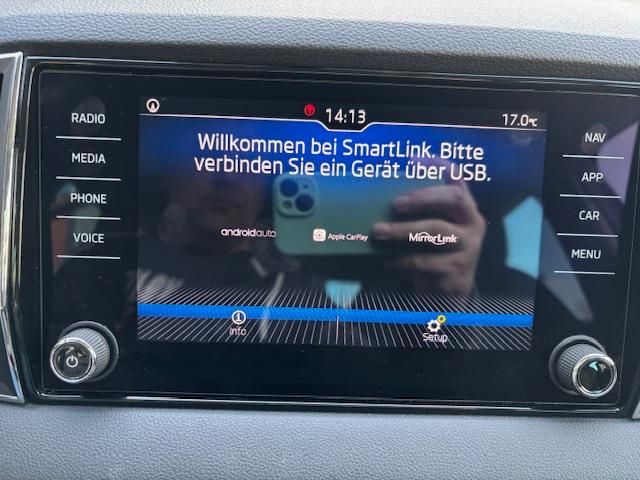 14:13
17.0°C
RADIO
MEDIA
PHONE
VOICE
Willkommen bei SmartLink. Bitte
verbinden Sie ein Gerät über USB.
androidauto
Apple CarPlay
MirrorLink
Info
Setup
NAV
APP
CAR
MENU